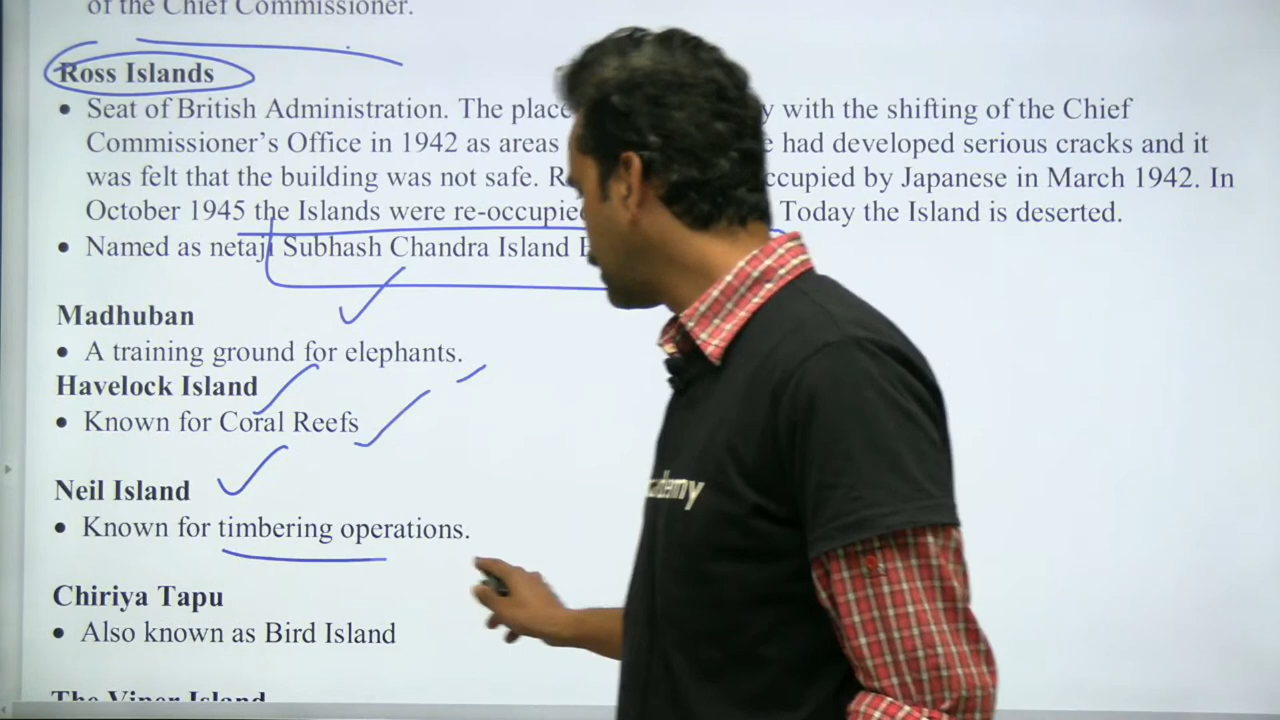 of the Chief Commissioner.
Ross Islands
• Seat of British Administration. The place with the shifting of the Chief
Commissioner's Office in 1942 as areas had developed serious cracks and it
was felt that the building was not safe. by Japanese in March 1942. In
October 1945 the Islands were Today the Island is deserted.
• Named as netaji Subhash Chandra Island
Madhuban
• A training ground for elephants.
Havelock Island
• Known for Coral Reefs
Neil Island
• Known for timbering operations.
Chiriya Tapu
• Also known as Bird Island
The Viper Island